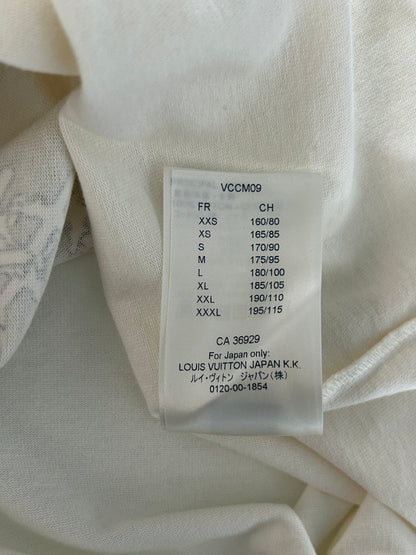 VCCM09
FR CH
XXS 160/80
XS 165/85
S 170/90
M 175/95
L 180/100
XL 185/105
XXL 190/110
XXXL 195/115
CA 36929
For Japan only:
LOUIS VUITTON JAPAN K.K.
ルイ・ヴィトン ジャパン(株)
0120-00-1854